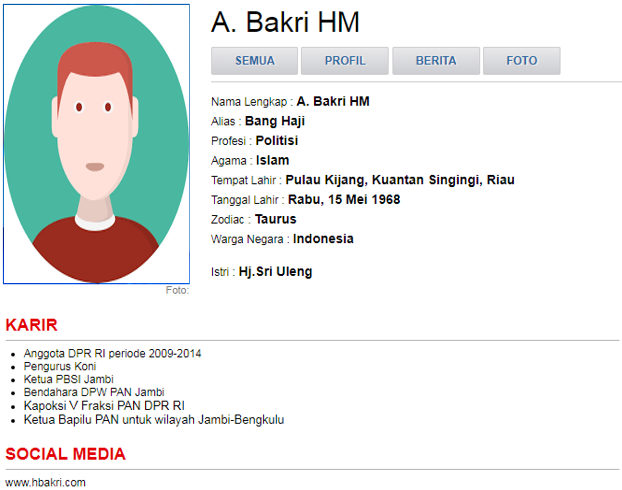 A. Bakri HM
SEMUA PROFIL BERITA FOTO
Nama Lengkap : A. Bakri HM
Alias : Bang Haji
Profesi : Politisi
Agama : Islam
Tempat Lahir : Pulau Kijang, Kuantan Singingi, Riau
Tanggal Lahir : Rabu, 15 Mei 1968
Zodiac : Taurus
Warga Negara : Indonesia
Istri : Hj.Sri Uleng
Foto:
KARIR
Anggota DPR RI periode 2009-2014
Pengurus Koni
Ketua PBSI Jambi
Bendahara DPW PAN Jambi
Kapoksi V Fraksi PAN DPR RI
Ketua Bapilu PAN untuk wilayah Jambi-Bengkulu
SOCIAL MEDIA
www.hbakri.com